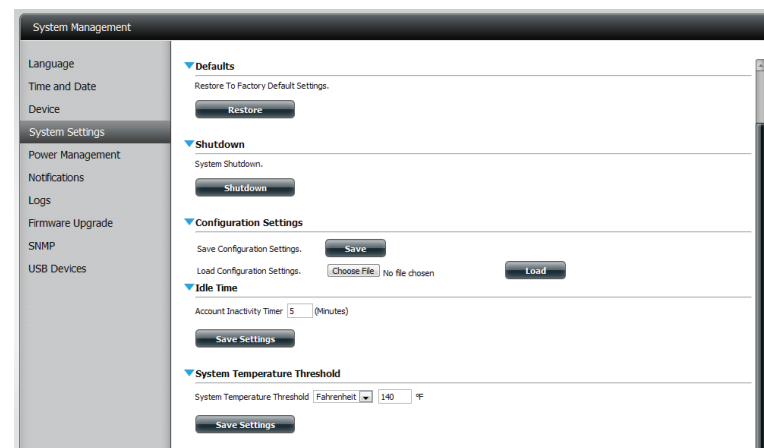 System Management
Language
Time and Date
Device
System Settings
Power Management
Notifications
Logs
Firmware Upgrade
SNMP
USB Devices
Defaults
Restore To Factory Default Settings.
Restore
Shutdown
System Shutdown.
Shutdown
Configuration Settings
Save Configuration Settings. Save
Load Configuration Settings. Choose File No file chosen Load
Idle Time
Account Inactivity Timer 5 (Minutes)
Save Settings
System Temperature Threshold
System Temperature Threshold Fahrenheit 140 °F
Save Settings